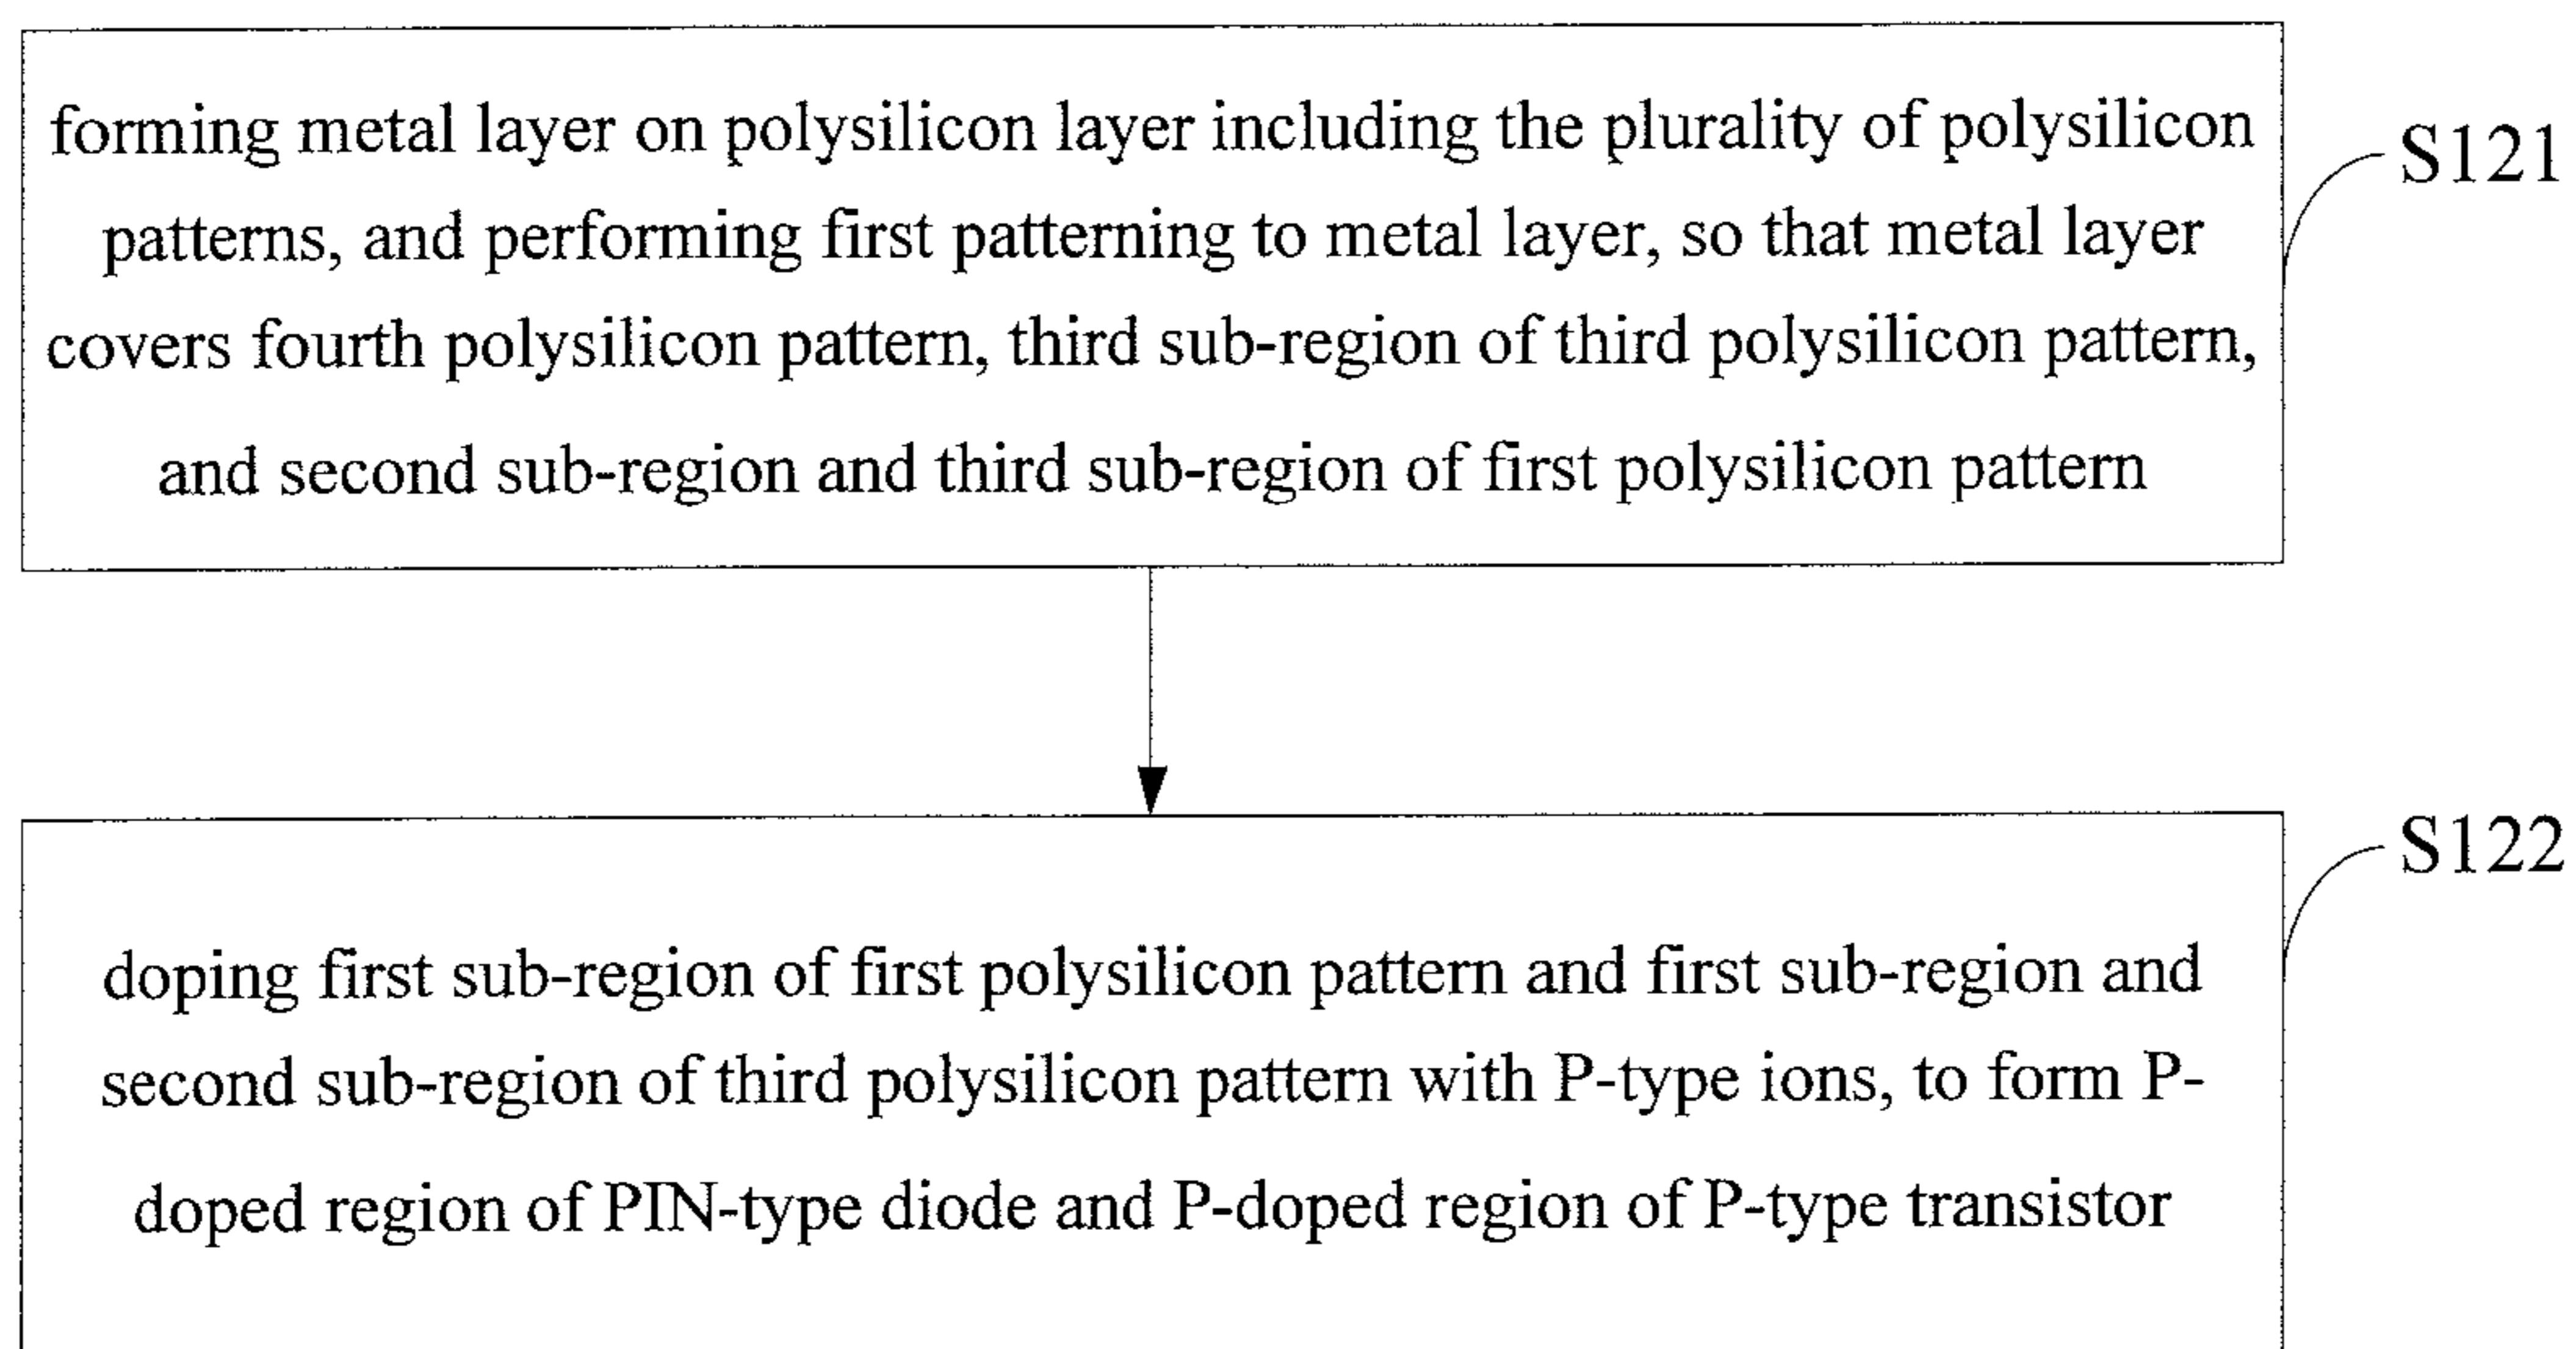 forming metal layer on polysilicon layer including the plurality of polysilicon
patterns, and performing first patterning to metal layer, so that metal layer
covers fourth polysilicon pattern, third sub-region of third polysilicon pattern,
and second sub-region and third sub-region of first polysilicon pattern
S121
doping first sub-region of first polysilicon pattern and first sub-region and
second sub-region of third polysilicon pattern with P-type ions, to form P-
doped region of PIN-type diode and P-doped region of P-type transistor
S122